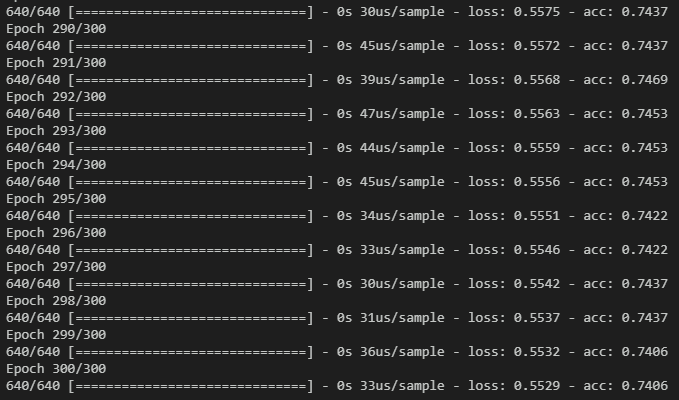 640/640 [==============================] - 0s 30us/sample - loss: 0.5575 - acc: 0.7437
Epoch 290/300
640/640 [==============================] - 0s 45us/sample - loss: 0.5572 - acc: 0.7437
Epoch 291/300
640/640 [==============================] - 0s 39us/sample - loss: 0.5568 - acc: 0.7469
Epoch 292/300
640/640 [==============================] - 0s 47us/sample - loss: 0.5563 - acc: 0.7453
Epoch 293/300
640/640 [==============================] - 0s 44us/sample - loss: 0.5559 - acc: 0.7453
Epoch 294/300
640/640 [==============================] - 0s 45us/sample - loss: 0.5556 - acc: 0.7453
Epoch 295/300
640/640 [==============================] - 0s 34us/sample - loss: 0.5551 - acc: 0.7422
Epoch 296/300
640/640 [==============================] - 0s 33us/sample - loss: 0.5546 - acc: 0.7422
Epoch 297/300
640/640 [==============================] - 0s 30us/sample - loss: 0.5542 - acc: 0.7437
Epoch 298/300
640/640 [==============================] - 0s 31us/sample - loss: 0.5537 - acc: 0.7437
Epoch 299/300
640/640 [==============================] - 0s 36us/sample - loss: 0.5532 - acc: 0.7406
Epoch 300/300
640/640 [==============================] - 0s 33us/sample - loss: 0.5529 - acc: 0.7406